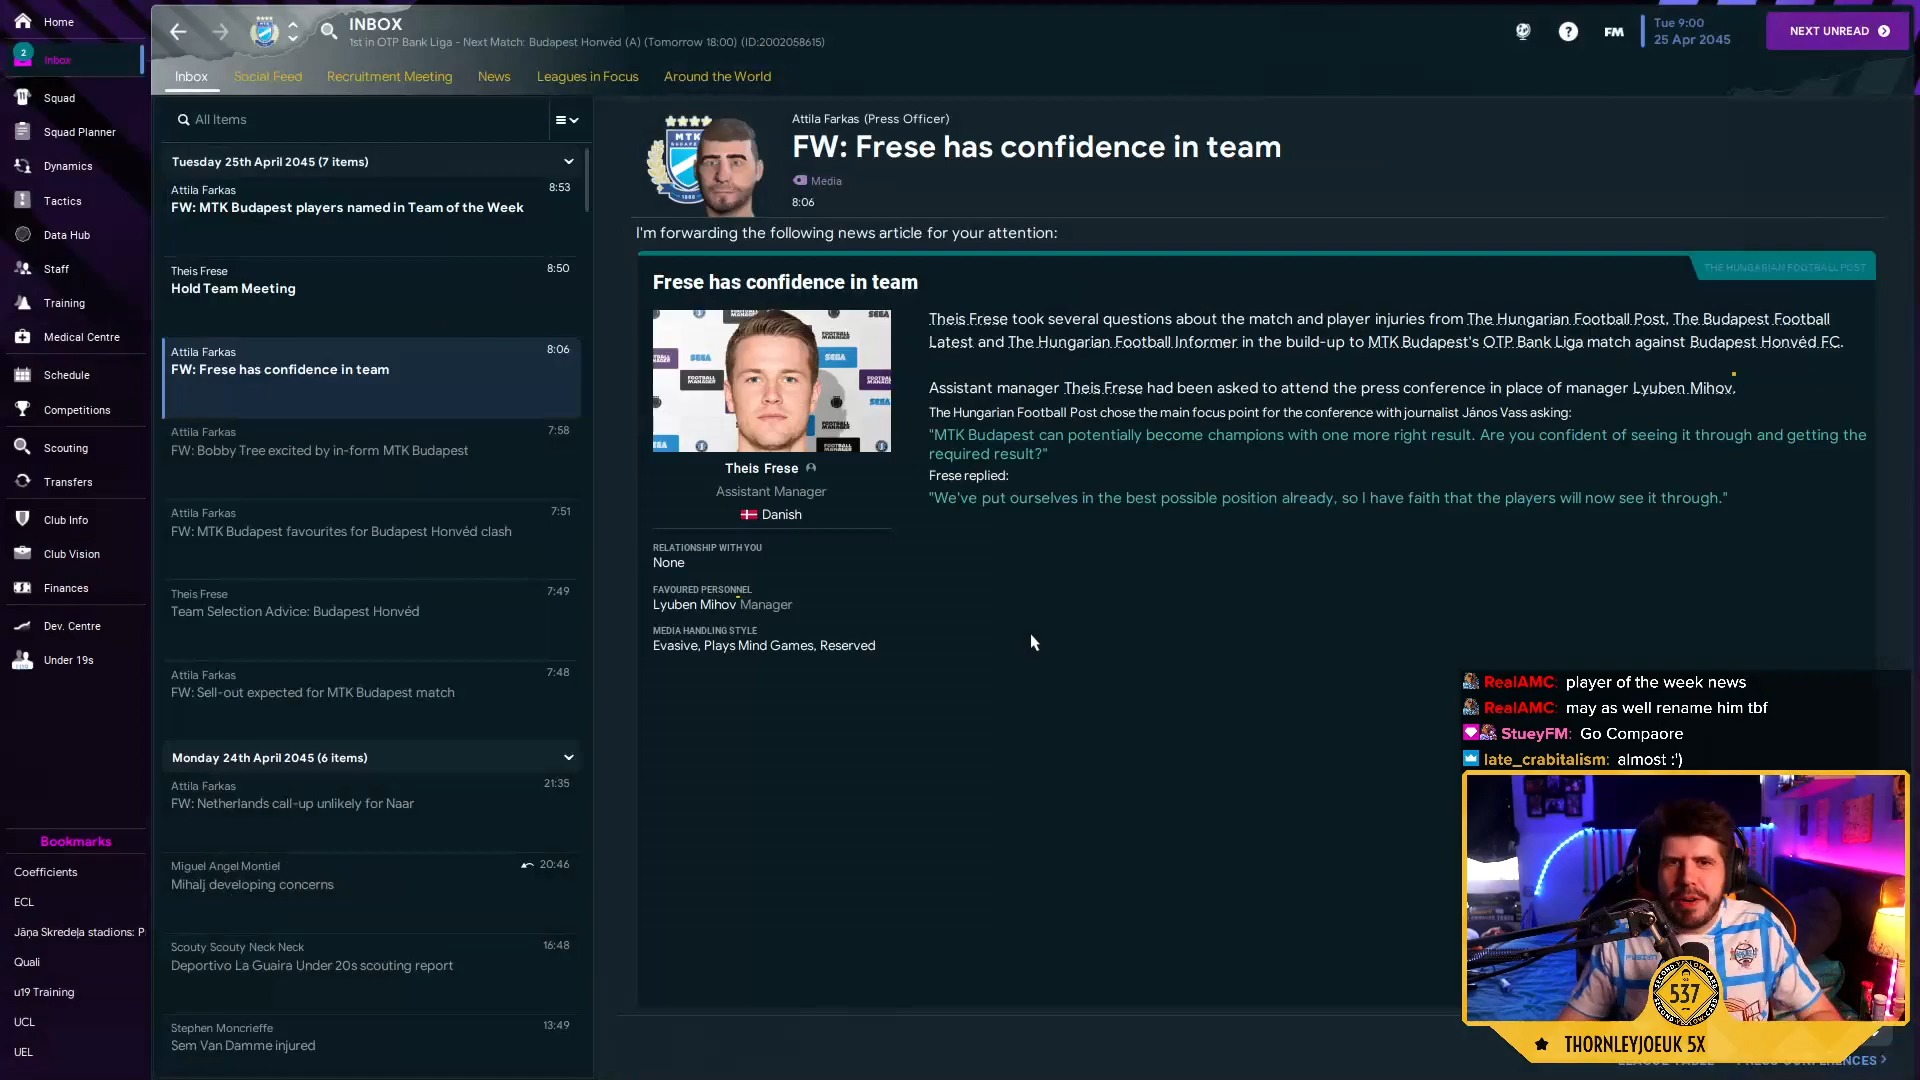 Home
2
Inbox
Squad
Squad Planner
Dynamics
Tactics
Data Hub
Staff
Training
Medical Centre
Schedule
Competitions
Scouting
Transfers
Club Info
Club Vision
Finances
Dev. Centre
Under 19s
Bookmarks
Coefficients
ECL
Jāņa Skredeļa stadions: P
Quali
u19 Training
UCL
UEL
INBOX
1st in OTP Bank Liga - Next Match: Budapest Honvéd (A) (Tomorrow 18:00) (ID:2002058615)
FM
Tue 9:00
25 Apr 2045
NEXT UNREAD
Inbox
Social Feed
Recruitment Meeting
News
Leagues in Focus
Around the World
All Items
Tuesday 25th April 2045 (7 items)
Attila Farkas 8:53
FW: MTK Budapest players named in Team of the Week
Theis Frese 8:50
Hold Team Meeting
Attila Farkas 8:06
FW: Frese has confidence in team
Attila Farkas 7:58
FW: Bobby Tree excited by in-form MTK Budapest
Attila Farkas 7:51
FW: MTK Budapest favourites for Budapest Honvéd clash
Theis Frese 7:49
Team Selection Advice: Budapest Honvéd
Attila Farkas 7:48
FW: Sell-out expected for MTK Budapest match
Monday 24th April 2045 (6 items)
Attila Farkas 21:35
FW: Netherlands call-up unlikely for Naar
Miguel Angel Montiel 20:46
Mihalj developing concerns
Scouty Scouty Neck Neck 16:48
Deportivo La Guaira Under 20s scouting report
Stephen Moncrieffe 13:49
Sem Van Damme injured
MTK
Attila Farkas (Press Officer)
FW: Frese has confidence in team
Media
8:06
I'm forwarding the following news article for your attention:
THE HUNGARIAN FOOTBALL POST
Frese has confidence in team
SEGA
FOOTBALL MANAGER
Theis Frese
Assistant Manager
Danish
RELATIONSHIP WITH YOU
None
FAVOURED PERSONNEL
Lyuben Mihov Manager
MEDIA HANDLING STYLE
Evasive, Plays Mind Games, Reserved
Theis Frese took several questions about the match and player injuries from The Hungarian Football Post, The Budapest Football
Latest and The Hungarian Football Informer in the build-up to MTK Budapest's OTP Bank Liga match against Budapest Honvéd FC.
Assistant manager Theis Frese had been asked to attend the press conference in place of manager Lyuben Mihov.
The Hungarian Football Post chose the main focus point for the conference with journalist János Vass asking:
"MTK Budapest can potentially become champions with one more right result. Are you confident of seeing it through and getting the
required result?"
Frese replied:
"We've put ourselves in the best possible position already, so I have faith that the players will now see it through."
RealAMC: player of the week news
RealAMC: may as well rename him tbf
StueyFM: Go Compaore
late_crabitalism: almost :')
SECOND YELLOW CARD
537
THORNLEYJOEUK 5X